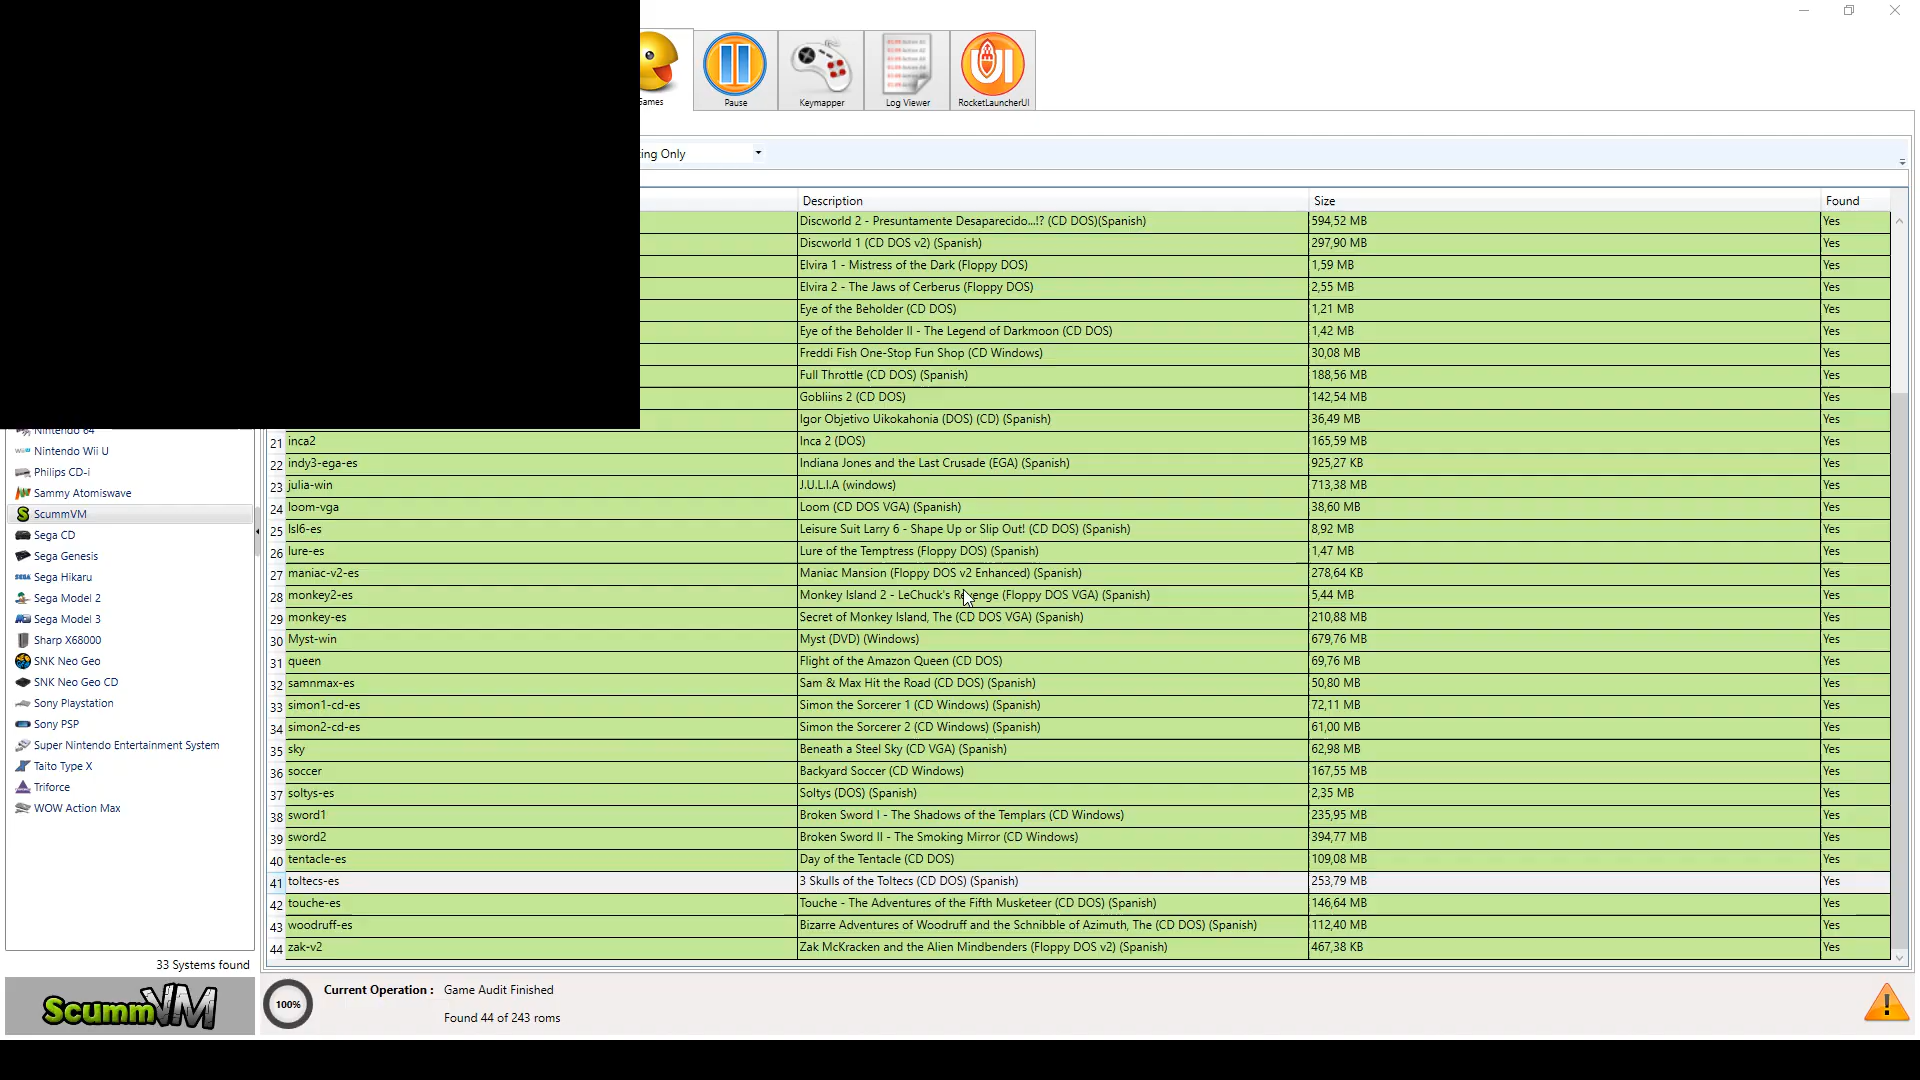 Games Pause Keymapper Log Viewer RocketLauncherUI
ing Only
Description Size Found
Discworld 2 - Presuntamente Desaparecido...!? (CD DOS)(Spanish) 594,52 MB Yes
Discworld 1 (CD DOS v2) (Spanish) 297,90 MB Yes
Elvira 1 - Mistress of the Dark (Floppy DOS) 1,59 MB Yes
Elvira 2 - The Jaws of Cerberus (Floppy DOS) 2,55 MB Yes
Eye of the Beholder (CD DOS) 1,21 MB Yes
Eye of the Beholder II - The Legend of Darkmoon (CD DOS) 1,42 MB Yes
Freddi Fish One-Stop Fun Shop (CD Windows) 30,08 MB Yes
Full Throttle (CD DOS) (Spanish) 188,56 MB Yes
Gobliins 2 (CD DOS) 142,54 MB Yes
Igor Objetivo Uikokahonia (DOS) (CD) (Spanish) 36,49 MB Yes
21 inca2 Inca 2 (DOS) 165,59 MB Yes
22 indy3-ega-es Indiana Jones and the Last Crusade (EGA) (Spanish) 925,27 KB Yes
23 julia-win J.U.L.I.A (windows) 713,38 MB Yes
24 loom-vga Loom (CD DOS VGA) (Spanish) 38,60 MB Yes
25 lsl6-es Leisure Suit Larry 6 - Shape Up or Slip Out! (CD DOS) (Spanish) 8,92 MB Yes
26 lure-es Lure of the Temptress (Floppy DOS) (Spanish) 1,47 MB Yes
27 maniac-v2-es Maniac Mansion (Floppy DOS v2 Enhanced) (Spanish) 278,64 KB Yes
28 monkey2-es Monkey Island 2 - LeChuck's Revenge (Floppy DOS VGA) (Spanish) 5,44 MB Yes
29 monkey-es Secret of Monkey Island, The (CD DOS VGA) (Spanish) 210,88 MB Yes
30 Myst-win Myst (DVD) (Windows) 679,76 MB Yes
31 queen Flight of the Amazon Queen (CD DOS) 69,76 MB Yes
32 samnmax-es Sam & Max Hit the Road (CD DOS) (Spanish) 50,80 MB Yes
33 simon1-cd-es Simon the Sorcerer 1 (CD Windows) (Spanish) 72,11 MB Yes
34 simon2-cd-es Simon the Sorcerer 2 (CD Windows) (Spanish) 61,00 MB Yes
35 sky Beneath a Steel Sky (CD VGA) (Spanish) 62,98 MB Yes
36 soccer Backyard Soccer (CD Windows) 167,55 MB Yes
37 soltys-es Soltys (DOS) (Spanish) 2,35 MB Yes
38 sword1 Broken Sword I - The Shadows of the Templars (CD Windows) 235,95 MB Yes
39 sword2 Broken Sword II - The Smoking Mirror (CD Windows) 394,77 MB Yes
40 tentacle-es Day of the Tentacle (CD DOS) 109,08 MB Yes
41 toltecs-es 3 Skulls of the Toltecs (CD DOS) (Spanish) 253,79 MB Yes
42 touche-es Touche - The Adventures of the Fifth Musketeer (CD DOS) (Spanish) 146,64 MB Yes
43 woodruff-es Bizarre Adventures of Woodruff and the Schnibble of Azimuth, The (CD DOS) (Spanish) 112,40 MB Yes
44 zak-v2 Zak McKracken and the Alien Mindbenders (Floppy DOS v2) (Spanish) 467,38 KB Yes
Nintendo 64
Nintendo Wii U
Philips CD-i
Sammy Atomiswave
ScummVM
Sega CD
Sega Genesis
Sega Hikaru
Sega Model 2
Sega Model 3
Sharp X68000
SNK Neo Geo
SNK Neo Geo CD
Sony Playstation
Sony PSP
Super Nintendo Entertainment System
Taito Type X
Triforce
WOW Action Max
33 Systems found
ScummVM
100%
Current Operation : Game Audit Finished
Found 44 of 243 roms